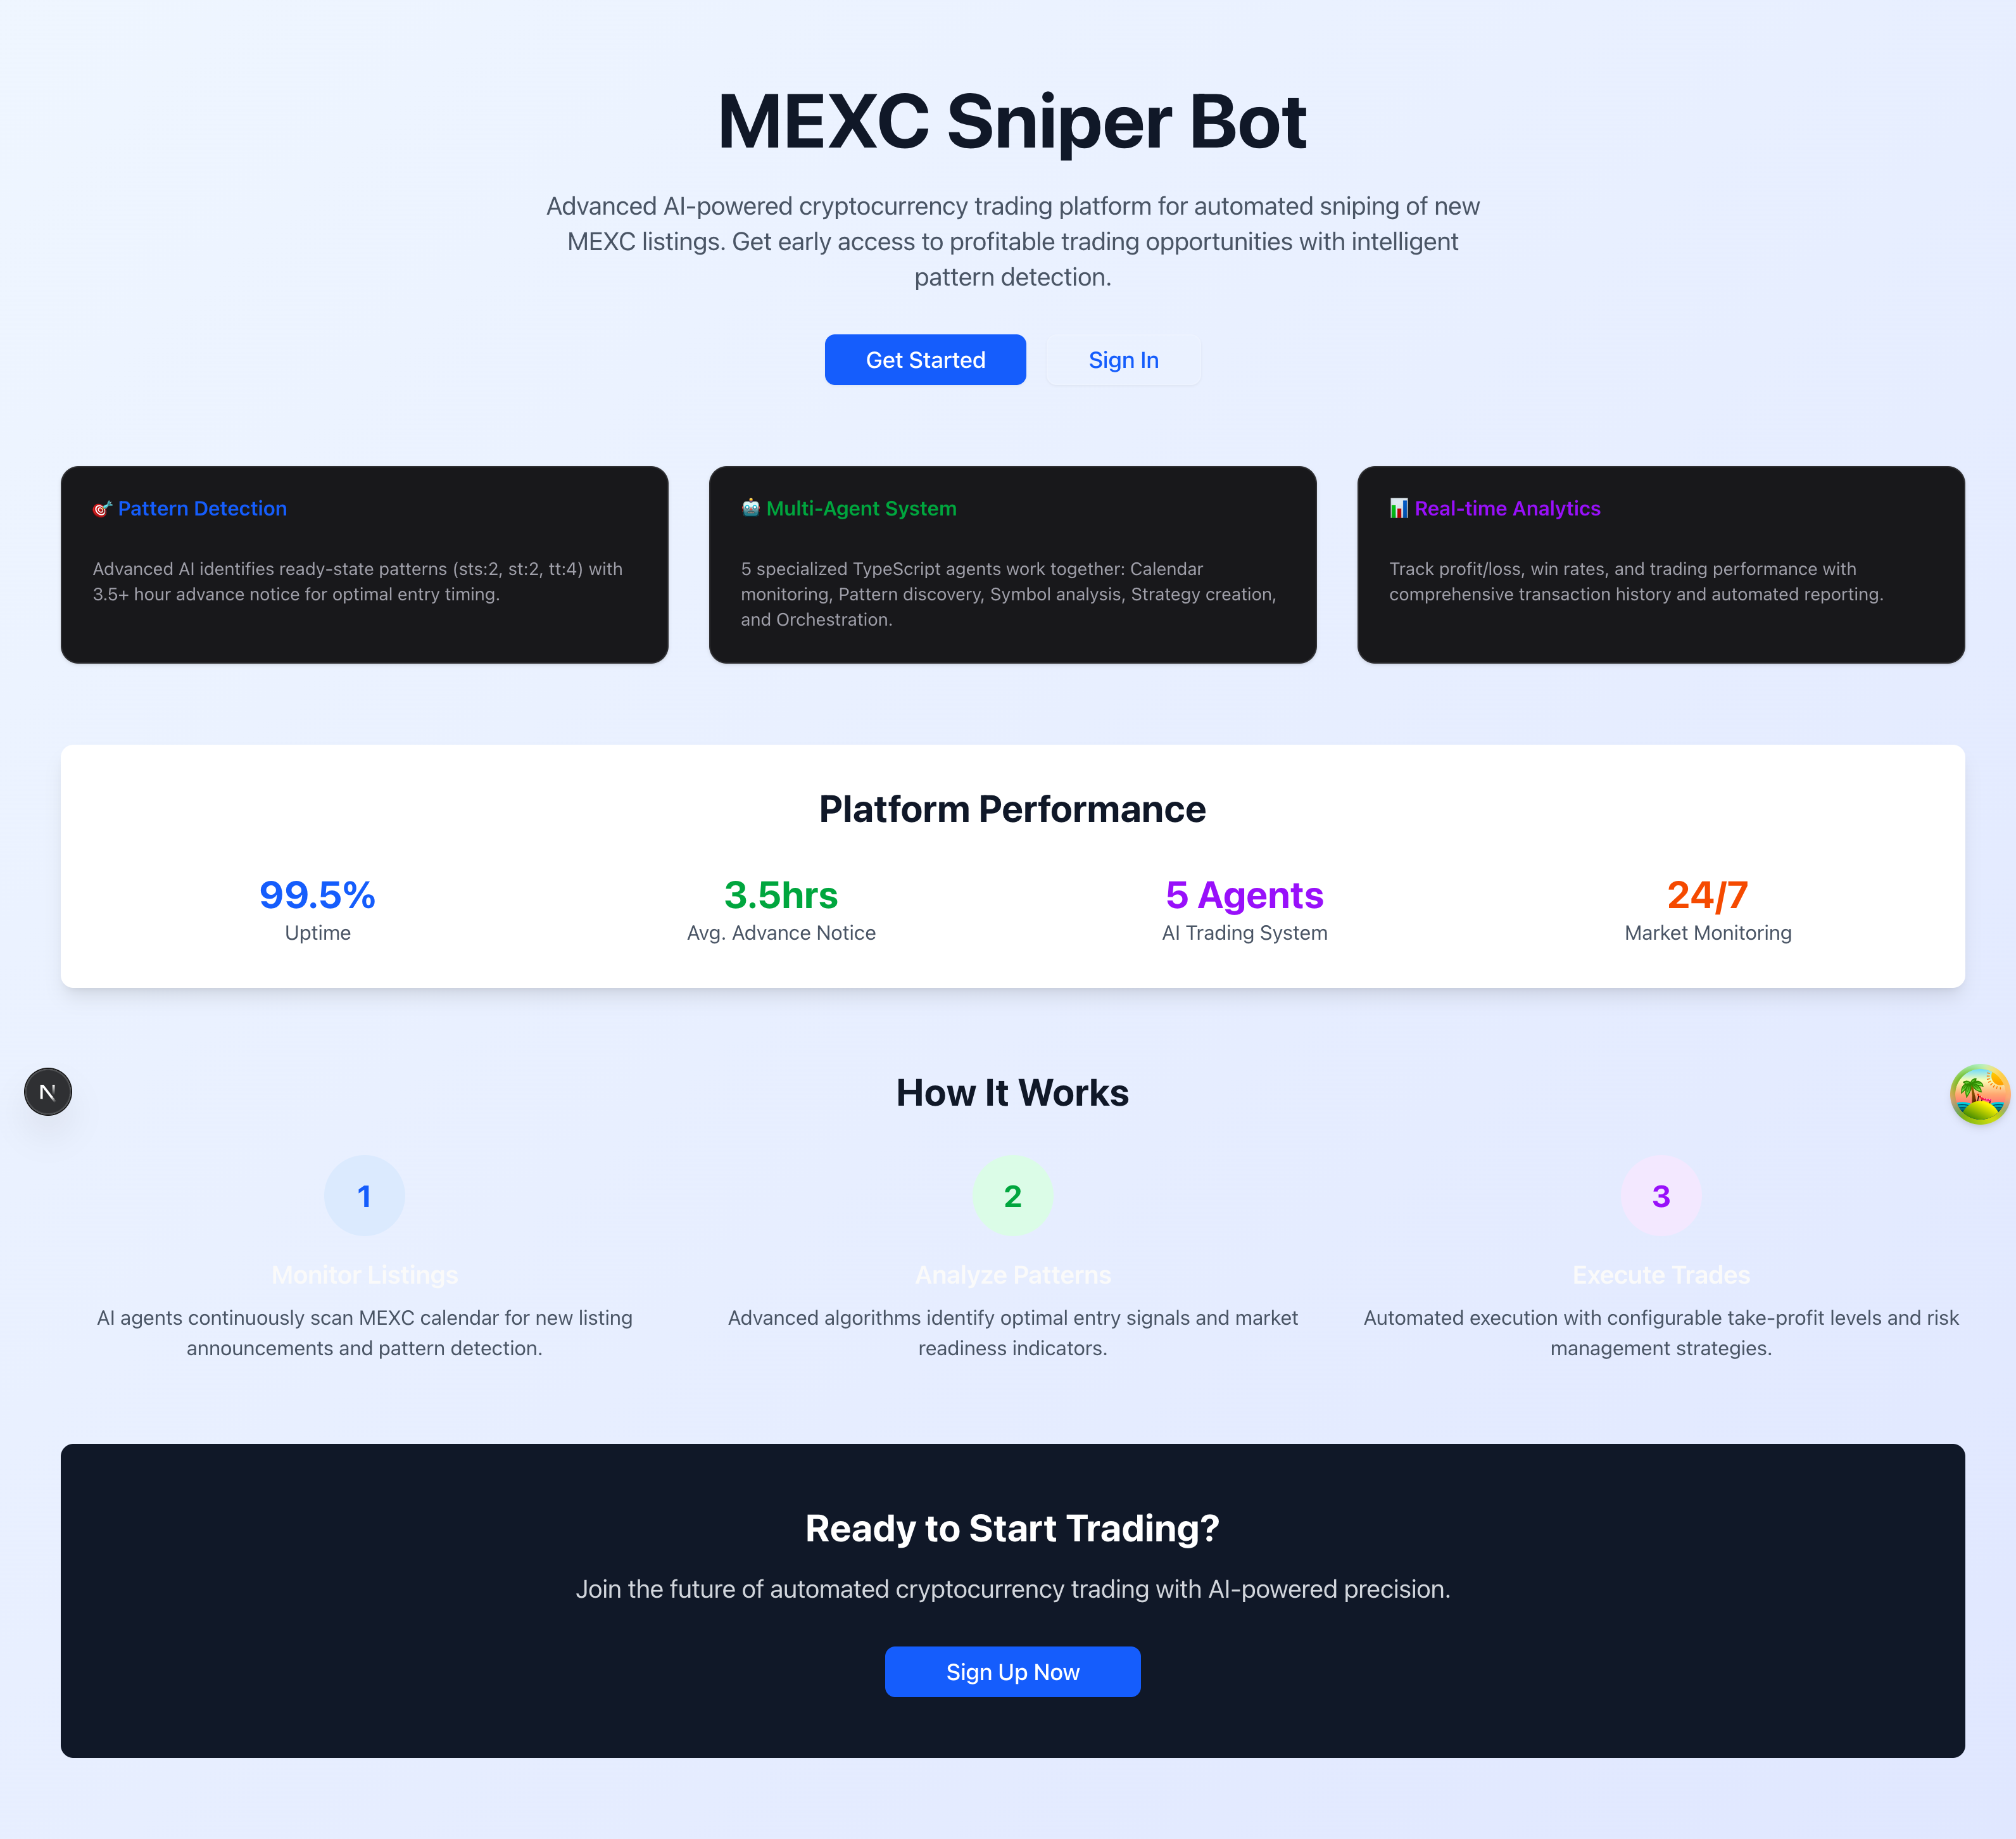 MEXC Sniper Bot
Advanced AI-powered cryptocurrency trading platform for automated sniping of new
MEXC listings. Get early access to profitable trading opportunities with intelligent
pattern detection.
Get Started
Sign In
🎯 Pattern Detection
Advanced AI identifies ready-state patterns (sts:2, st:2, tt:4) with
3.5+ hour advance notice for optimal entry timing.
🤖 Multi-Agent System
5 specialized TypeScript agents work together: Calendar
monitoring, Pattern discovery, Symbol analysis, Strategy creation,
and Orchestration.
📊 Real-time Analytics
Track profit/loss, win rates, and trading performance with
comprehensive transaction history and automated reporting.
Platform Performance
99.5%
Uptime
3.5hrs
Avg. Advance Notice
5 Agents
AI Trading System
24/7
Market Monitoring
N
How It Works
1
Monitor Listings
AI agents continuously scan MEXC calendar for new listing
announcements and pattern detection.
2
Analyze Patterns
Advanced algorithms identify optimal entry signals and market
readiness indicators.
3
Execute Trades
Automated execution with configurable take-profit levels and risk
management strategies.
Ready to Start Trading?
Join the future of automated cryptocurrency trading with AI-powered precision.
Sign Up Now